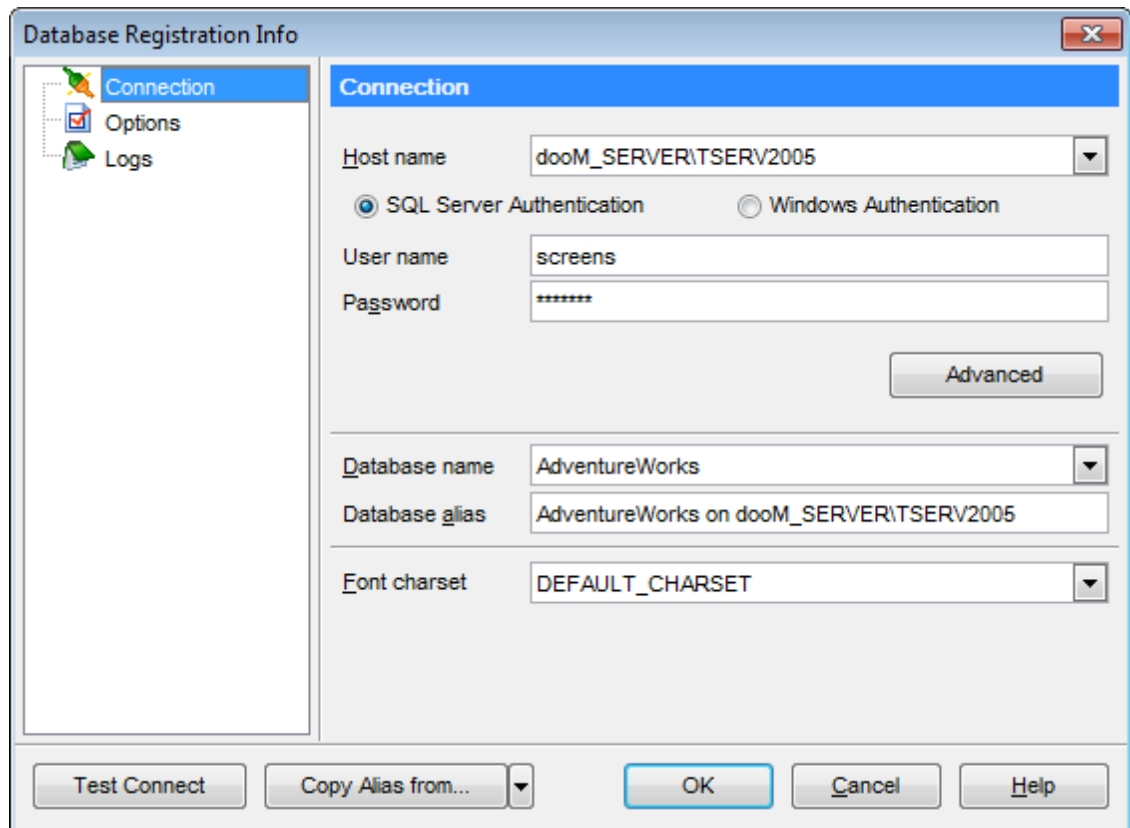 Database Registration Info
Connection
Options
Logs
Connection
Host name dooM_SERVER\TSERV2005
SQL Server Authentication Windows Authentication
User name screens
Password *******
Advanced
Database name AdventureWorks
Database alias AdventureWorks on dooM_SERVER\TSERV2005
Font charset DEFAULT_CHARSET
Test Connect Copy Alias from... OK Cancel Help